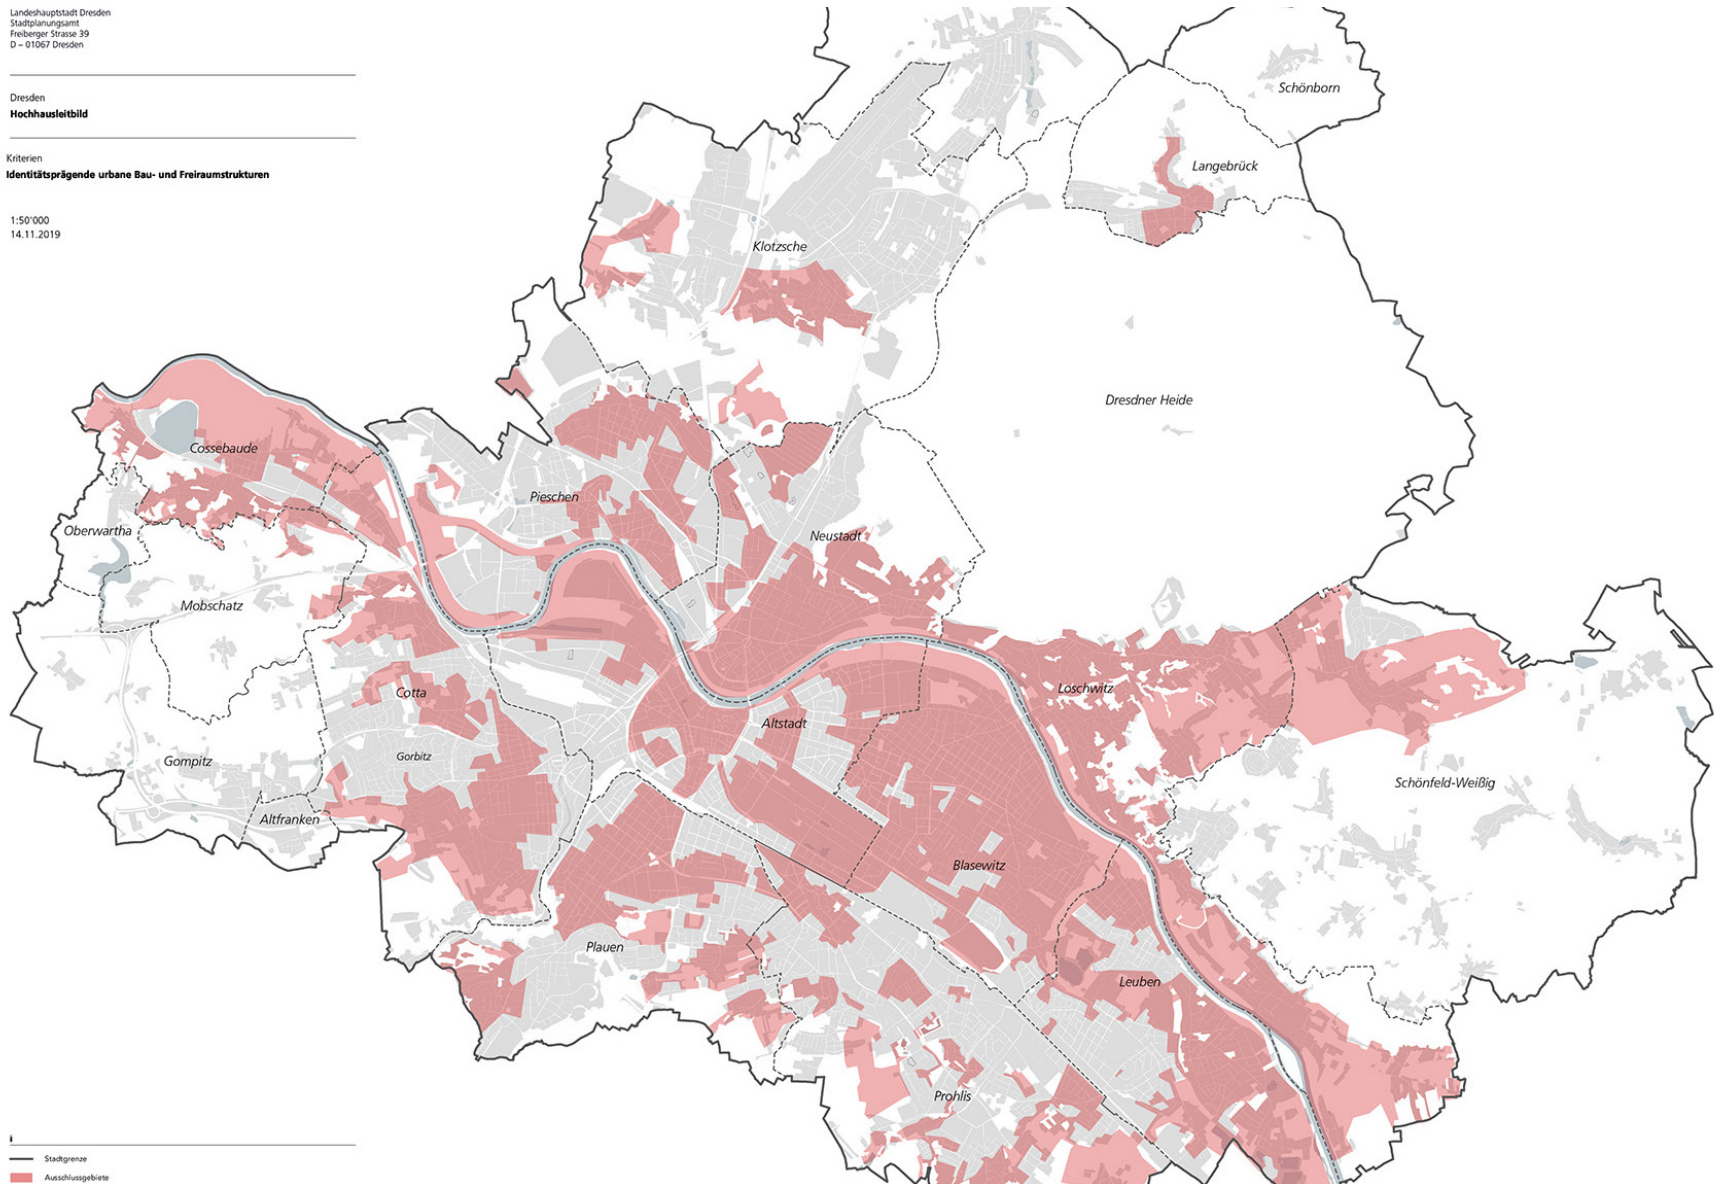 Landeshauptstadt Dresden
Stadtplanungsamt
Freiberger Strasse 39
D – 01067 Dresden
Dresden
Hochhausleitbild
Kriterien
Identitätsprägende urbane Bau- und Freiraumstrukturen
1:50'000
14.11.2019
Schönborn
Langebrück
Klotzsche
Dresdner Heide
Cossebaude
Pieschen
Oberwartha
Neustadt
Mobschatz
Cotta
Loschwitz
Altstadt
Gorbitz
Gompitz
Schönfeld-Weißig
Altfranken
Blasewitz
Plauen
Leuben
Prohlis
Stadtgrenze
Ausschlussgebiete